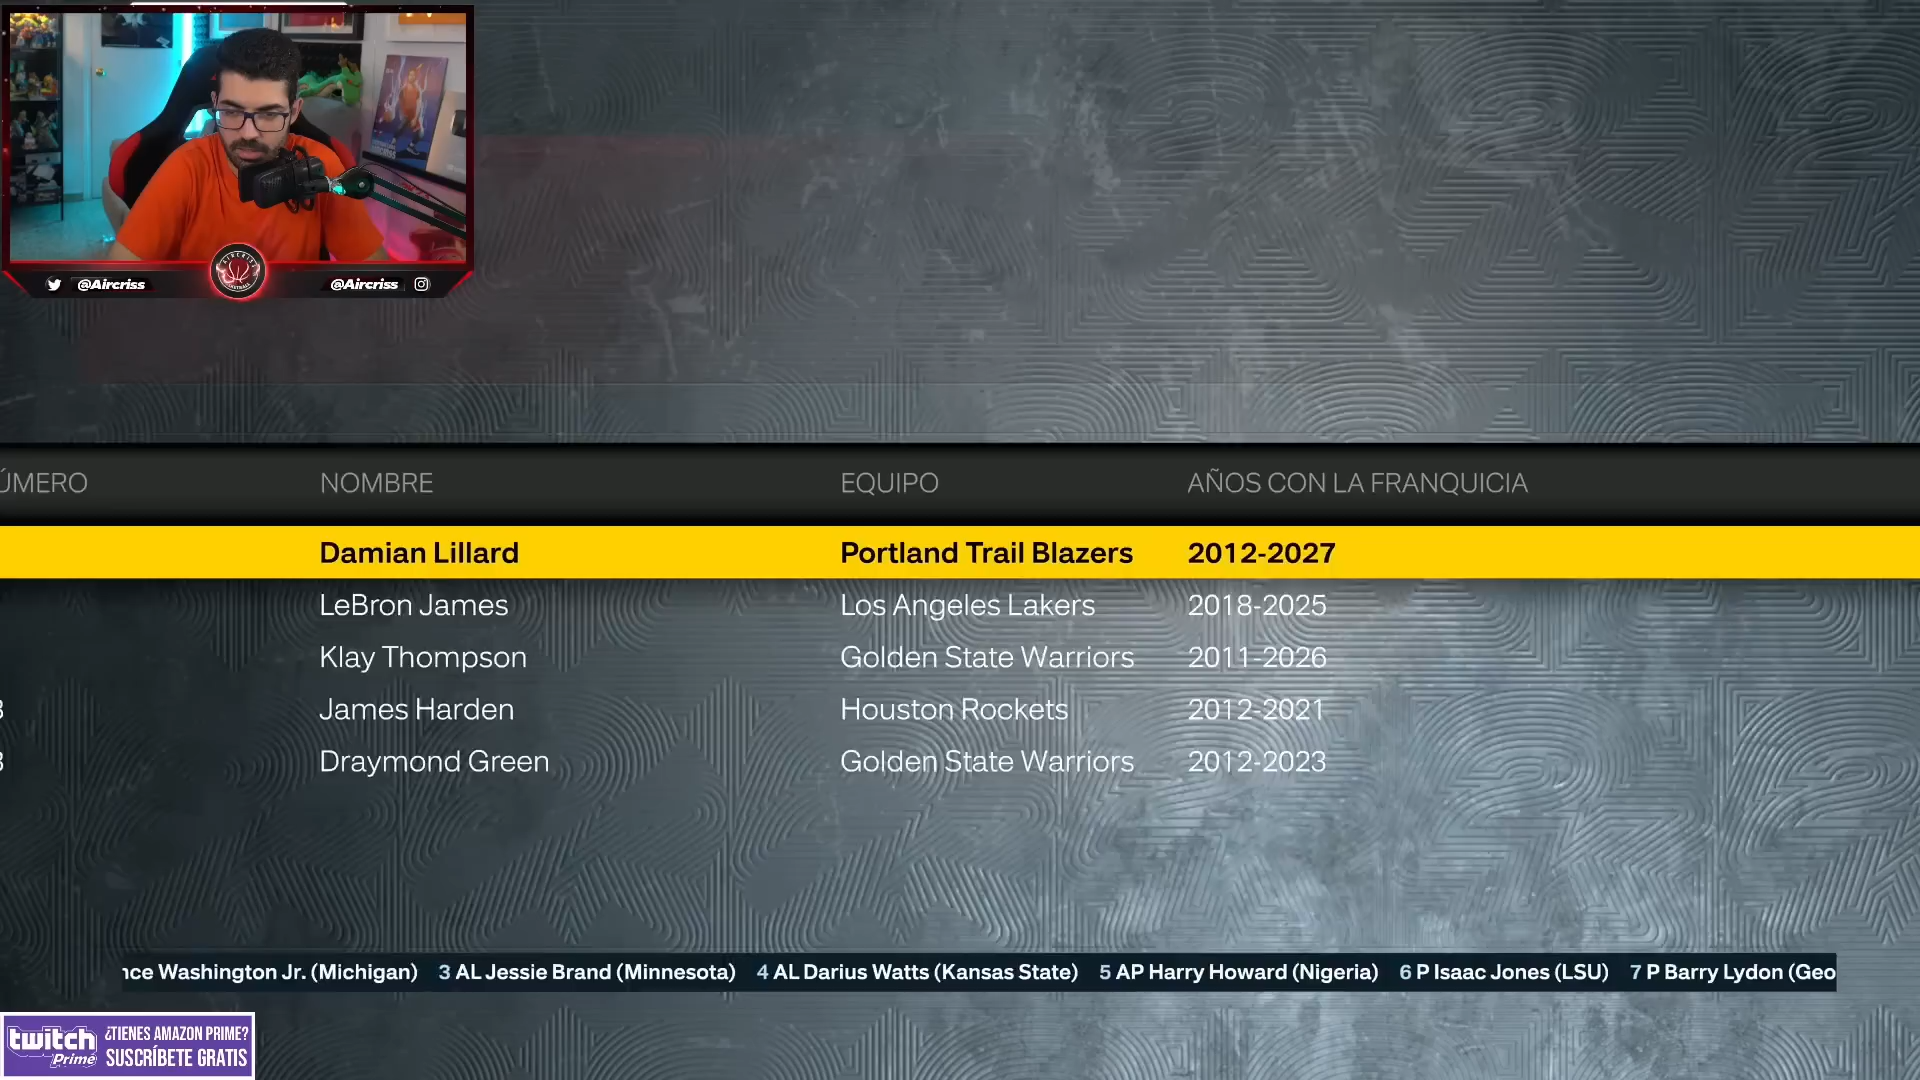 @Aircriss
@Aircriss
ÚMERO NOMBRE EQUIPO AÑOS CON LA FRANQUICIA
Damian Lillard Portland Trail Blazers 2012-2027
LeBron James Los Angeles Lakers 2018-2025
Klay Thompson Golden State Warriors 2011-2026
3 James Harden Houston Rockets 2012-2021
3 Draymond Green Golden State Warriors 2012-2023
nce Washington Jr. (Michigan) 3 AL Jessie Brand (Minnesota) 4 AL Darius Watts (Kansas State) 5 AP Harry Howard (Nigeria) 6 P Isaac Jones (LSU) 7 P Barry Lydon (Geo
twitch Prime
¿TIENES AMAZON PRIME?
SUSCRÍBETE GRATIS